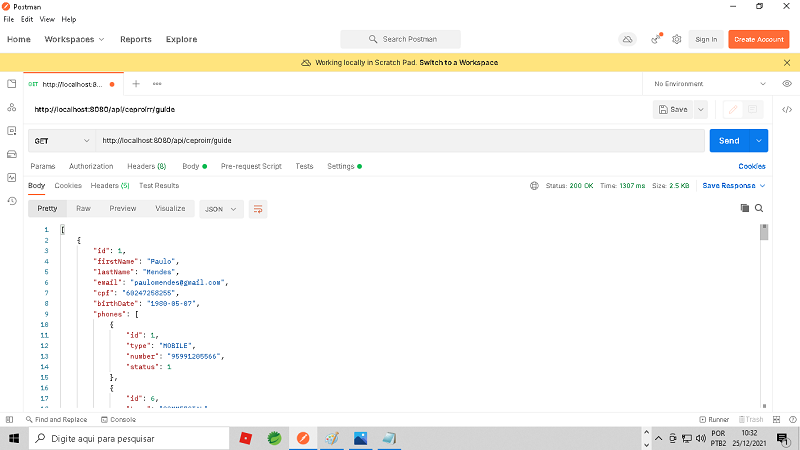 Postman
File Edit View Help
Home Workspaces Reports Explore Search Postman Sign In Create Account
Working locally in Scratch Pad. Switch to a Workspace
GET http://localhost:8... No Environment
http://localhost:8080/api/ceproirr/guide Save
GET http://localhost:8080/api/ceproirr/guide Send
Params Authorization Headers (8) Body Pre-request Script Tests Settings Cookies
Body Cookies Headers (5) Test Results Status: 200 OK Time: 1307 ms Size: 2.5 KB Save Response
Pretty Raw Preview Visualize JSON
1 [
2 {
3 "id": 1,
4 "firstName": "Paulo",
5 "lastName": "Mendes",
6 "email": "paulomendes@gmail.com",
7 "cpf": "60247258255",
8 "birthDate": "1980-05-07",
9 "phones": [
10 {
11 "id": 1,
12 "type": "MOBILE",
13 "number": "95991205566",
14 "status": 1
15 },
16 {
17 "id": 6,
Find and Replace Console Runner Trash
Digite aqui para pesquisar
POR 10:32
PTB2 25/12/2021